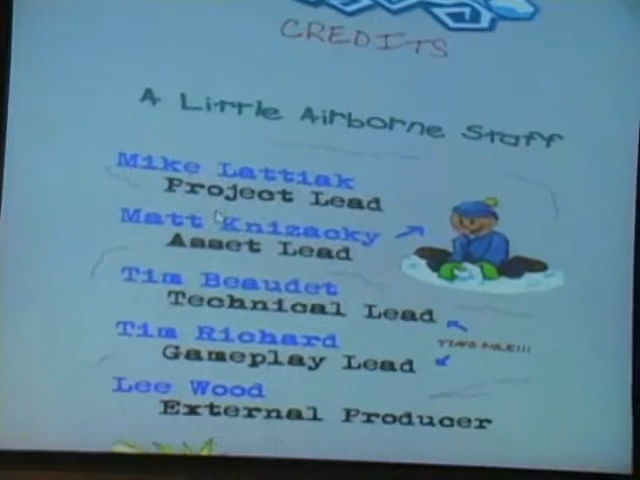 CREDITS
A Little Airborne Staff
Mike Lattiak
Project Lead
Matt Knizacky
Asset Lead
Tim Beaudet
Technical Lead
Tim Richard
Gameplay Lead
Lee Wood
External Producer